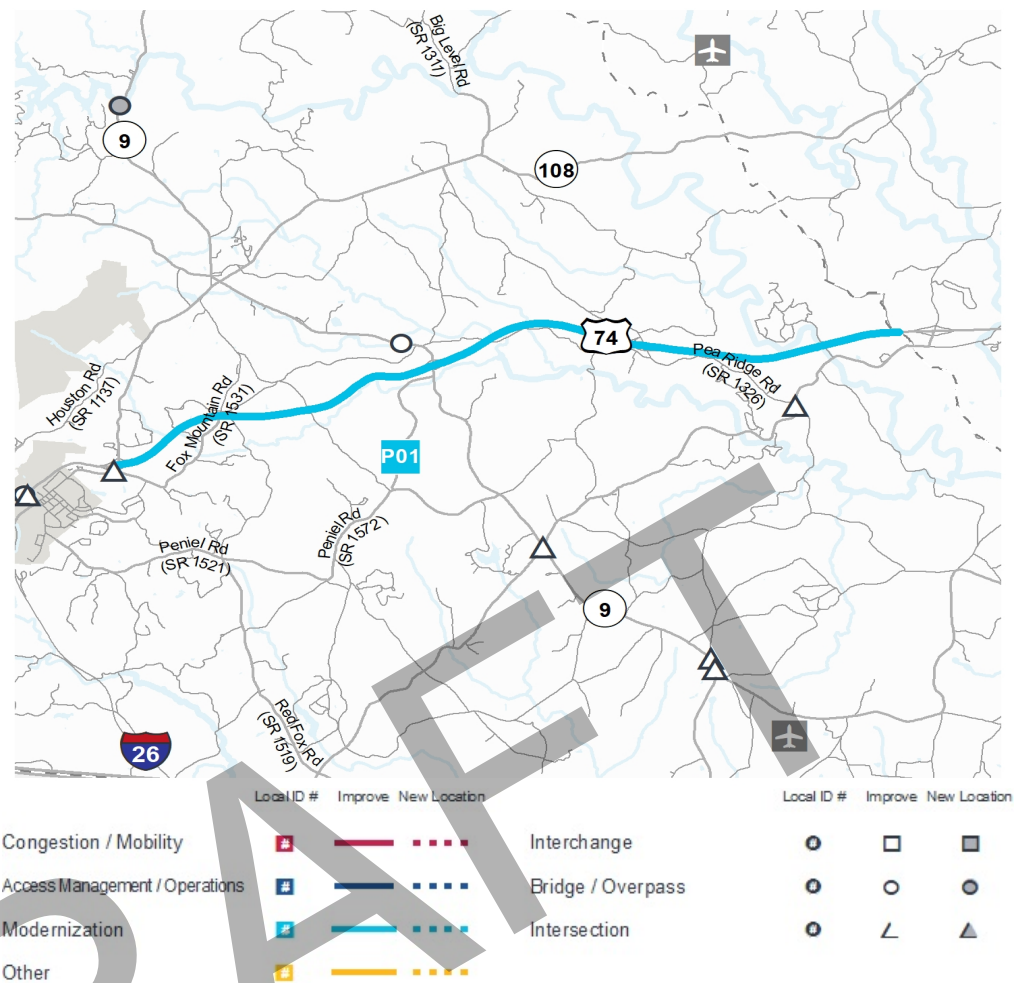 Big Level Rd
(SR 1311)
9
108
74
Pea Ridge Rd
(SR 1326)
Houston Rd
(SR 1137)
Fox Mountain Rd
(SR 1531)
P01
Peniel Rd
(SR 1572)
Peniel Rd
(SR 1521)
9
Red Fox Rd
(SR 1519)
26
DRAFT
Local ID # Improve New Location Local ID # Improve New Location
Congestion / Mobility # Interchange #
Access Management / Operations # Bridge / Overpass #
Modernization # Intersection #
Other #